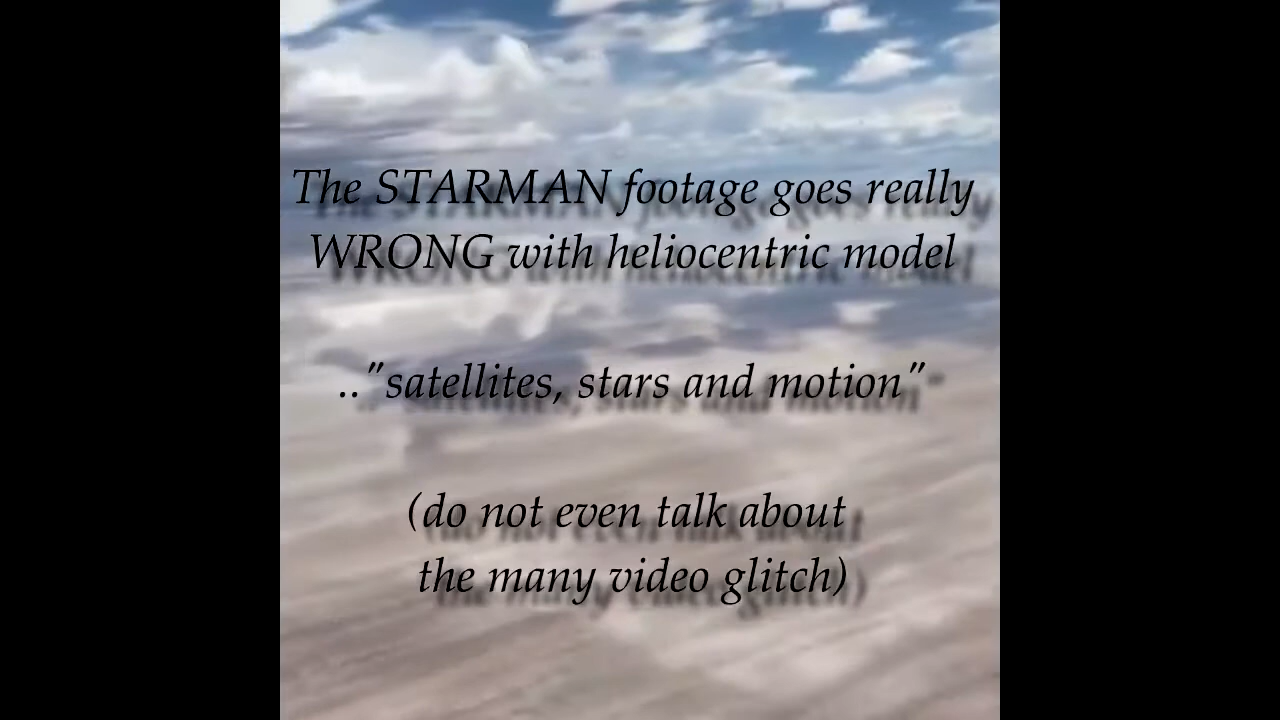 The STARMAN footage goes really
WRONG with heliocentric model
.."satellites, stars and motion"
(do not even talk about
the many video glitch)